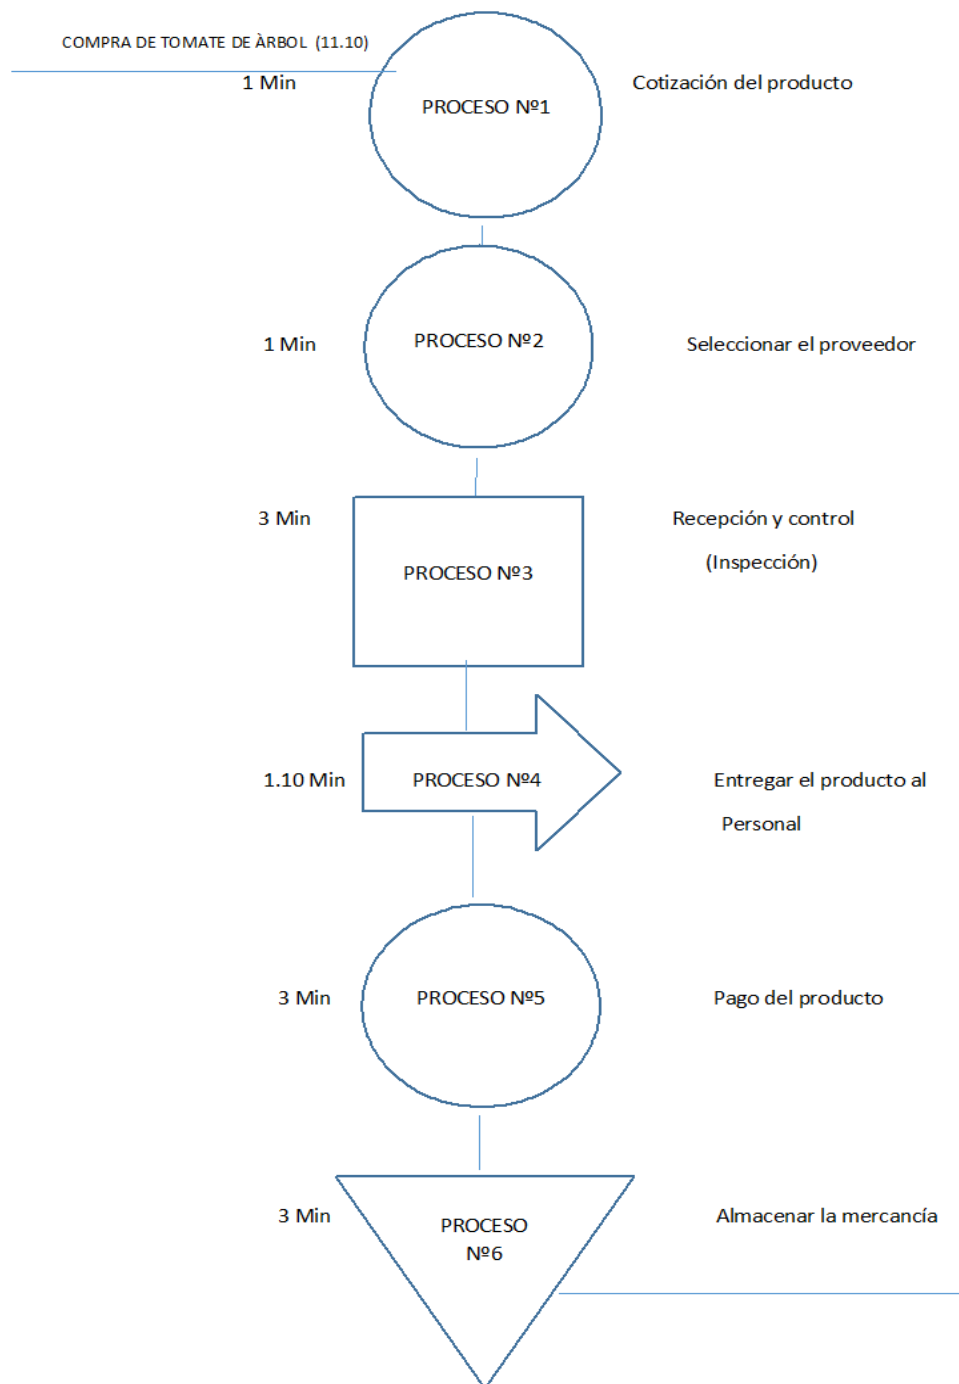 COMPRA DE TOMATE DE ÀRBOL (11.10)
1 Min
PROCESO Nº1
Cotización del producto
1 Min
PROCESO Nº2
Seleccionar el proveedor
3 Min
PROCESO Nº3
Recepción y control
(Inspección)
1.10 Min
PROCESO Nº4
Entregar el producto al
Personal
3 Min
PROCESO Nº5
Pago del producto
3 Min
PROCESO
Nº6
Almacenar la mercancía